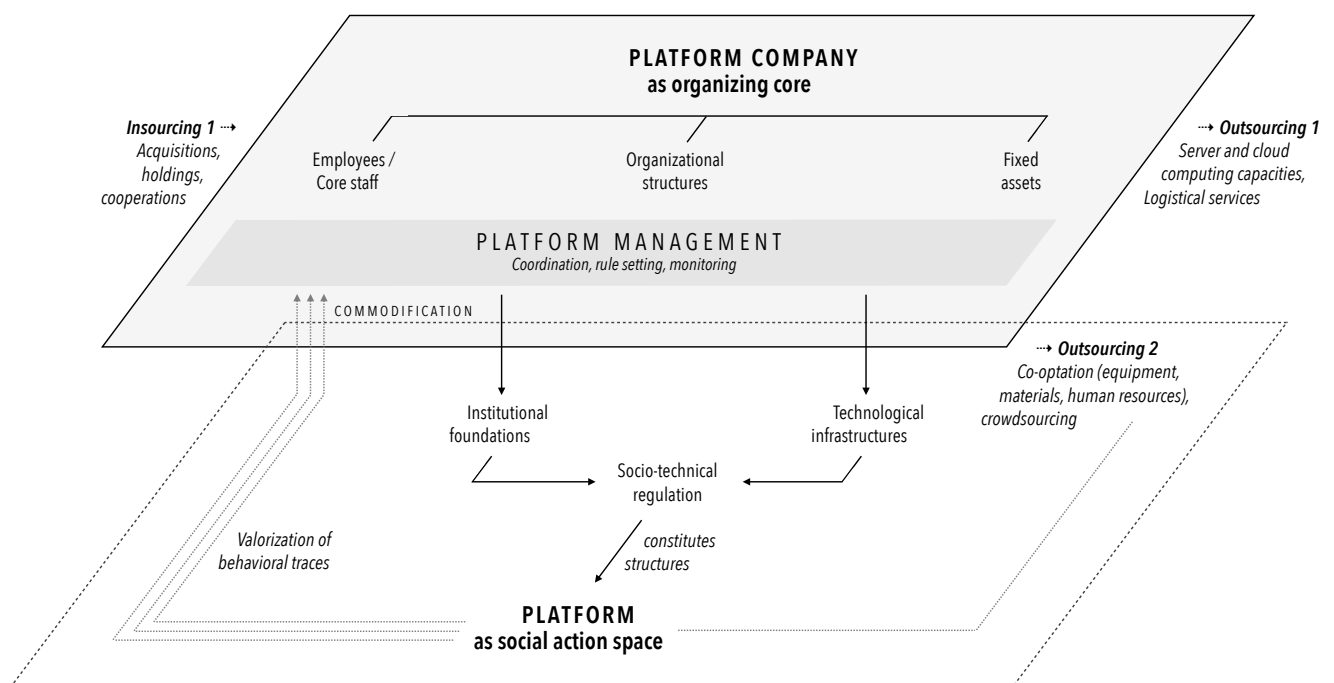 PLATFORM COMPANY
as organizing core
Insourcing 1 ⇢
Acquisitions,
holdings,
cooperations
⇢ Outsourcing 1
Server and cloud
computing capacities,
Logistical services
Employees /
Core staff
Organizational
structures
Fixed
assets
PLATFORM MANAGEMENT
Coordination, rule setting, monitoring
COMMODIFICATION
⇢ Outsourcing 2
Co-optation (equipment,
materials, human resources),
crowdsourcing
Institutional
foundations
Technological
infrastructures
Socio-technical
regulation
Valorization of
behavioral traces
constitutes
structures
PLATFORM
as social action space